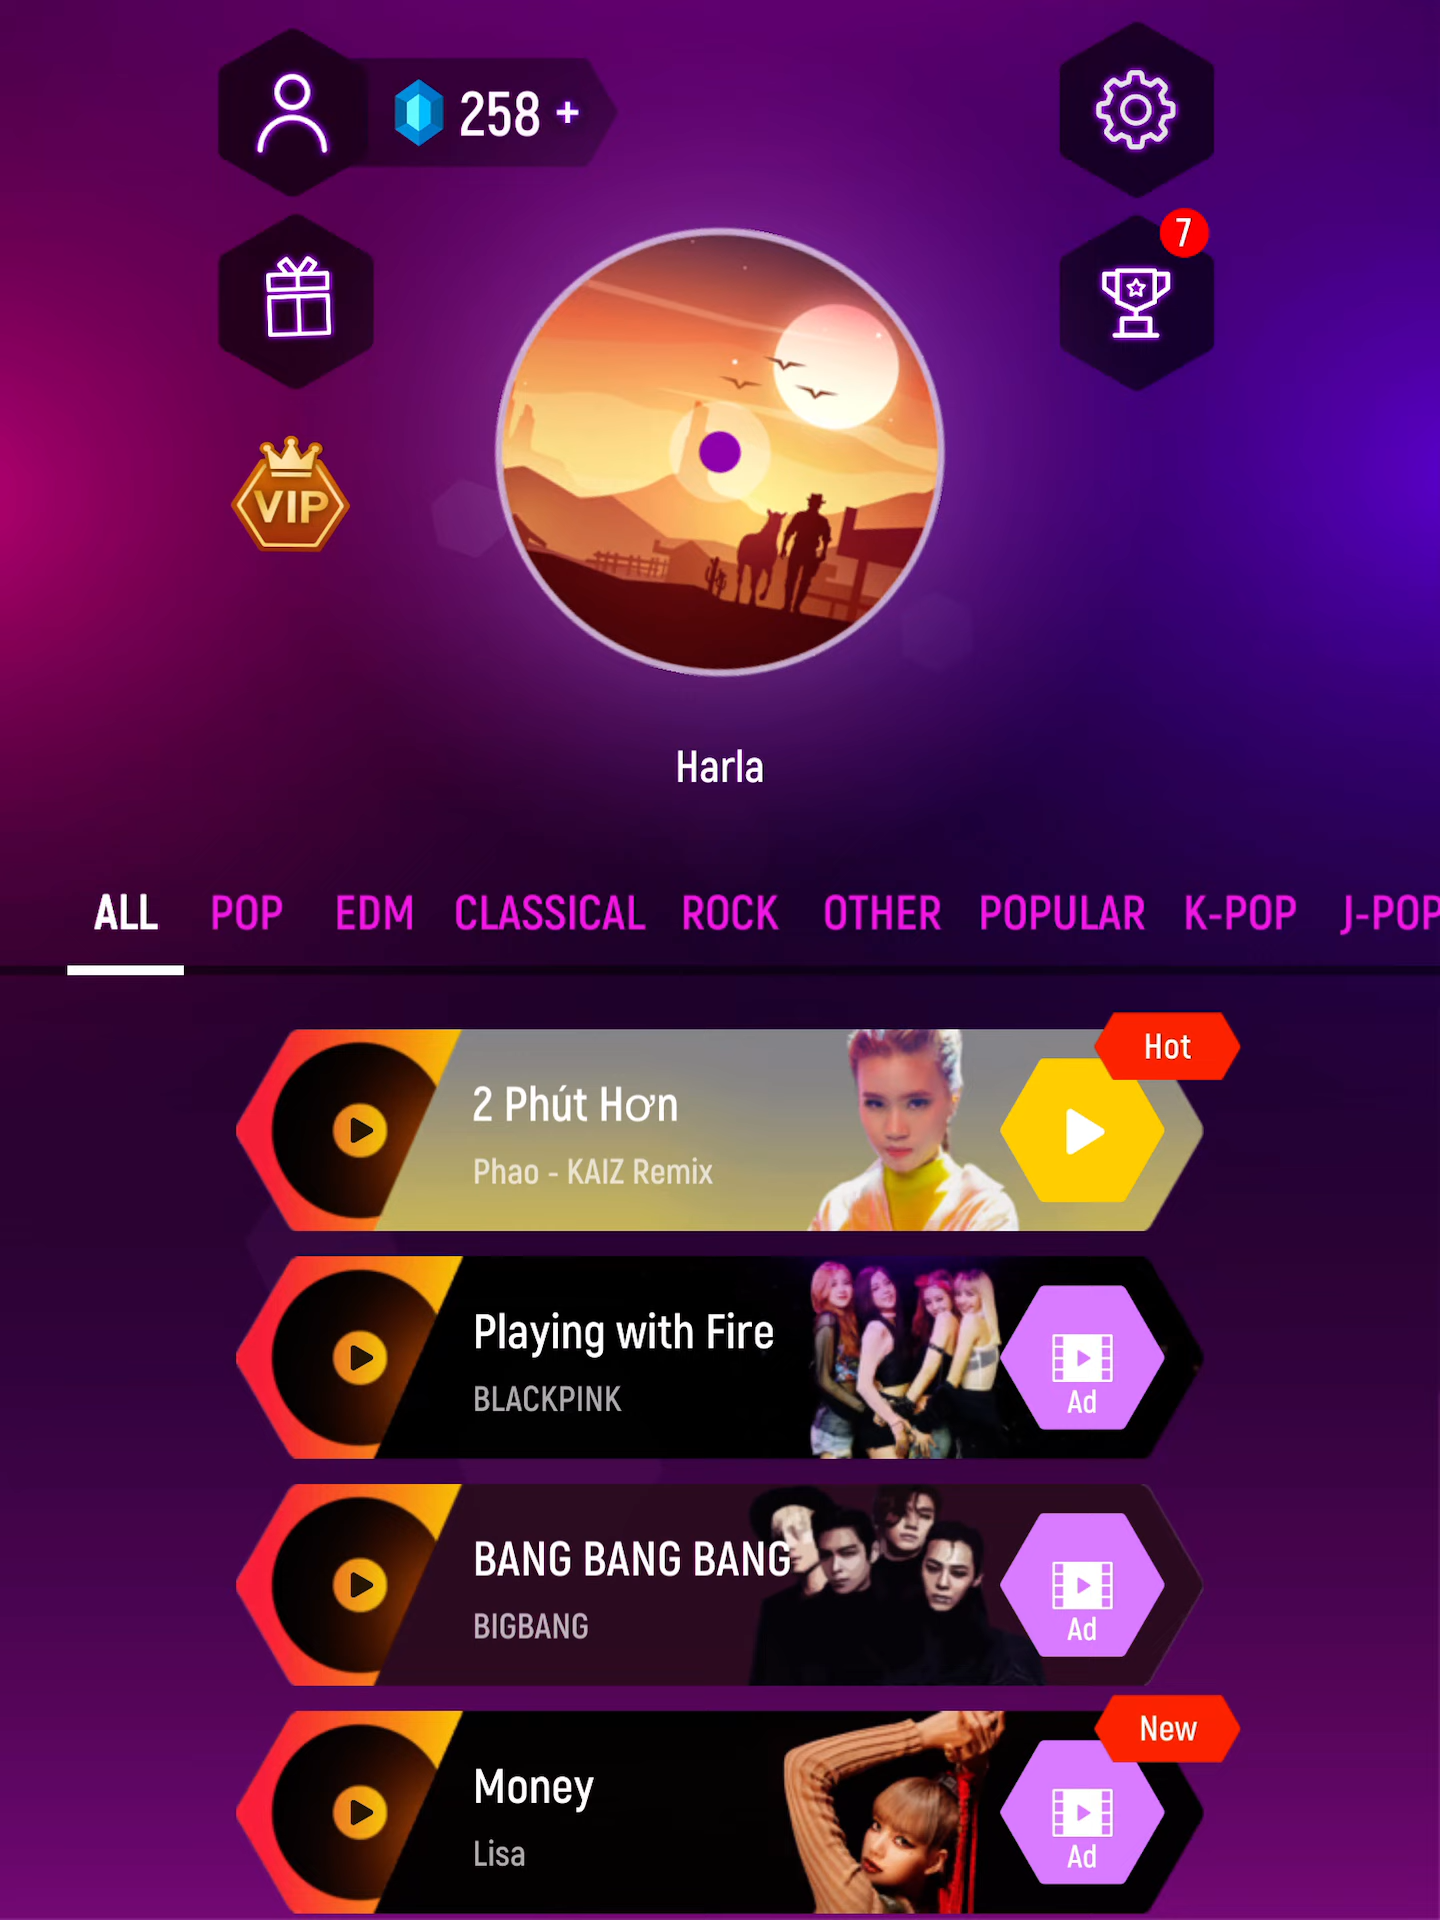 258 +
7
VIP
Harla
ALL POP EDM CLASSICAL ROCK OTHER POPULAR K-POP J-POP
Hot
2 Phút Hơn
Phao - KAIZ Remix
Playing with Fire
BLACKPINK
Ad
BANG BANG BANG
BIGBANG
Ad
New
Money
Lisa
Ad